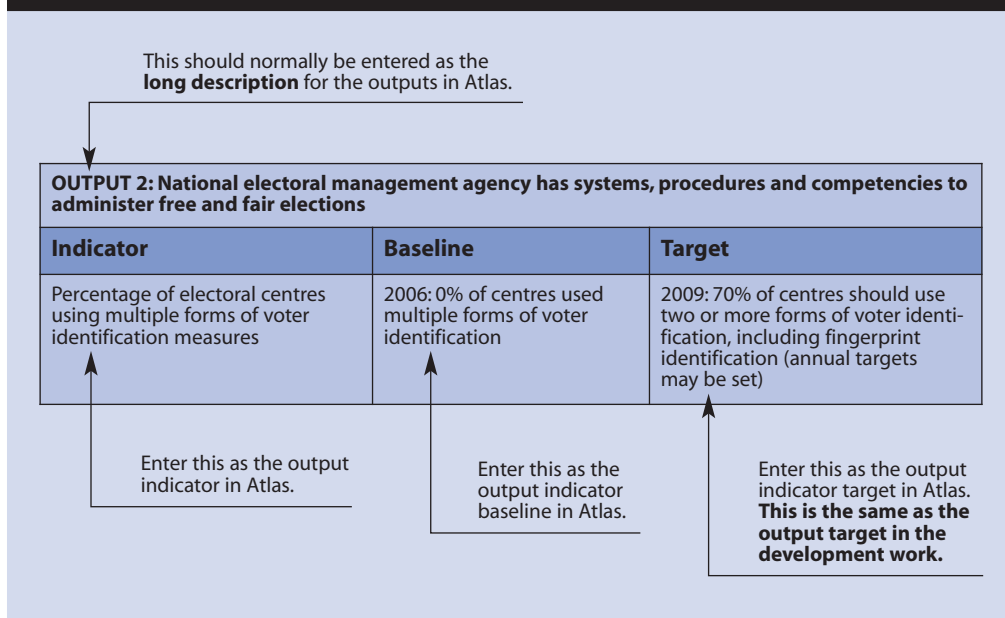 This should normally be entered as the
long description for the outputs in Atlas.
OUTPUT 2: National electoral management agency has systems, procedures and competencies to
administer free and fair elections
Indicator
Baseline
Target
Percentage of electoral centres
using multiple forms of voter
identification measures
2006: 0% of centres used
multiple forms of voter
identification
2009: 70% of centres should use
two or more forms of voter identi-
fication, including fingerprint
identification (annual targets
may be set)
Enter this as the output
indicator in Atlas.
Enter this as the
output indicator
baseline in Atlas.
Enter this as the output
indicator target in Atlas.
This is the same as the
output target in the
development work.